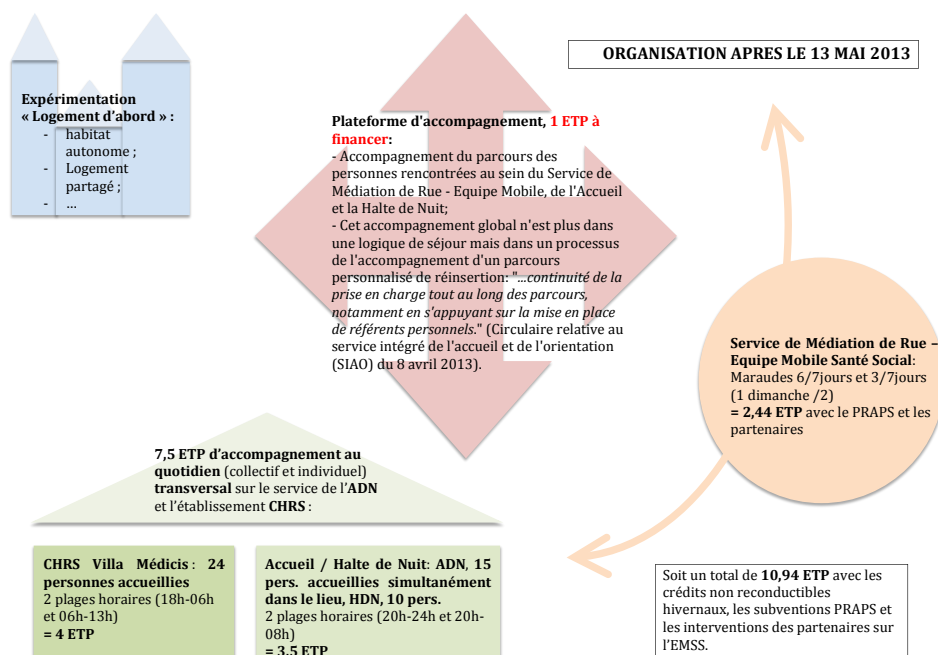 ORGANISATION APRES LE 13 MAI 2013
Expérimentation
« Logement d'abord » :
- habitat
autonome ;
- Logement
partagé ;
- ...
Plateforme d'accompagnement, 1 ETP à
financer:
- Accompagnement du parcours des
personnes rencontrées au sein du Service de
Médiation de Rue - Equipe Mobile, de l'Accueil
et la Halte de Nuit;
- Cet accompagnement global n'est plus dans
une logique de séjour mais dans un processus
de l'accompagnement d'un parcours
personnalisé de réinsertion: "...continuité de la
prise en charge tout au long des parcours,
notamment en s'appuyant sur la mise en place
de référents personnels." (Circulaire relative au
service intégré de l'accueil et de l'orientation
(SIAO) du 8 avril 2013).
Service de Médiation de Rue –
Equipe Mobile Santé Social:
Maraudes 6/7jours et 3/7jours
(1 dimanche /2)
= 2,44 ETP avec le PRAPS et les
partenaires
7,5 ETP d'accompagnement au
quotidien (collectif et individuel)
transversal sur le service de l'ADN
et l'établissement CHRS :
CHRS Villa Médicis : 24
personnes accueillies
2 plages horaires (18h-06h
et 06h-13h)
= 4 ETP
Accueil / Halte de Nuit: ADN, 15
pers. accueillies simultanément
dans le lieu, HDN, 10 pers.
2 plages horaires (20h-24h et 20h-
08h)
= 3,5 ETP
Soit un total de 10,94 ETP avec les
crédits non reconductibles
hivernaux, les subventions PRAPS et
les interventions des partenaires sur
l'EMSS.